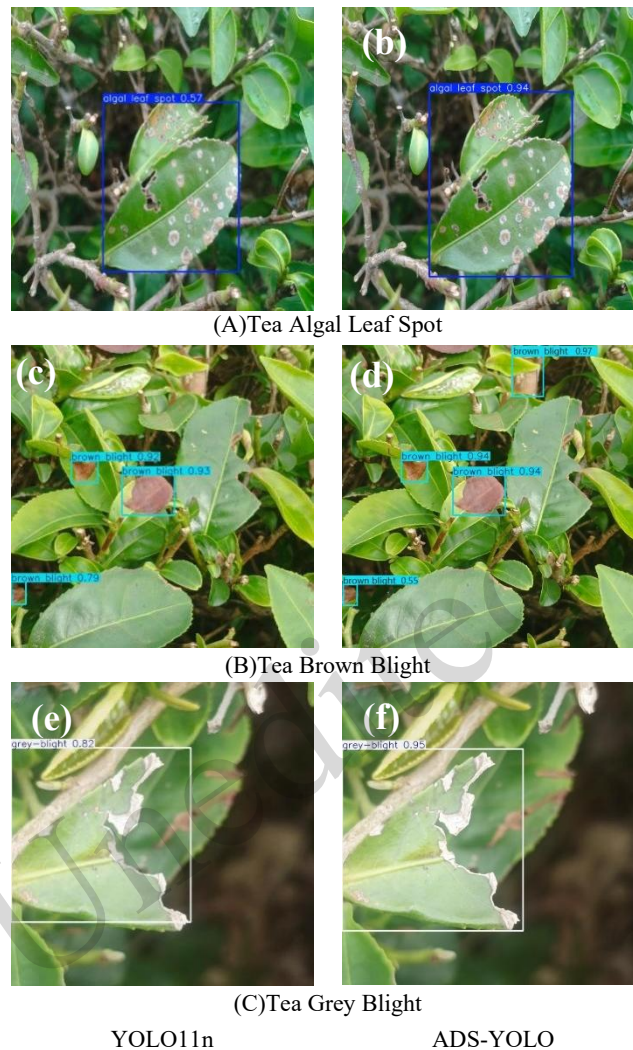 (b)
algal leaf spot 0.57
algal leaf spot 0.94
(A)Tea Algal Leaf Spot
(c)
(d)
brown blight 0.92
brown blight 0.93
brown blight 0.79
brown blight 0.97
brown blight 0.94
brown blight 0.94
brown blight 0.55
(B)Tea Brown Blight
(e)
(f)
grey-blight 0.82
grey-blight 0.95
(C)Tea Grey Blight
YOLO11n ADS-YOLO